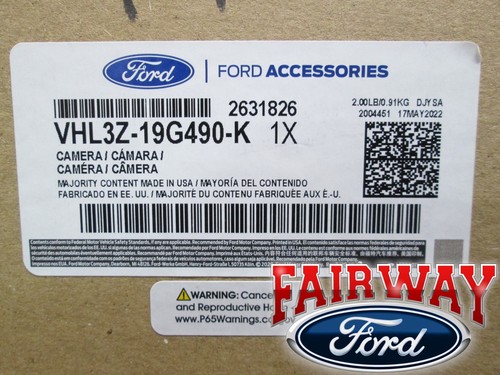 Ford
FORD ACCESSORIES
2631826
2.00LB/0.91KG DJYSA
VHL3Z-19G490-K 1X
2004451 17MAY2022
CAMERA / CÁMARA /
CAMÉRA / CÂMERA
MAJORITY CONTENT MADE IN USA / MAYORÍA DEL CONTENIDO
FABRICADO EN EE. UU. / MAJORITÉ DU CONTENU FABRIQUÉE AUX É.-U.
WARNING: Cance
and Reproductive Ha
www.P65Warnings.c
FAIRWAY
Ford